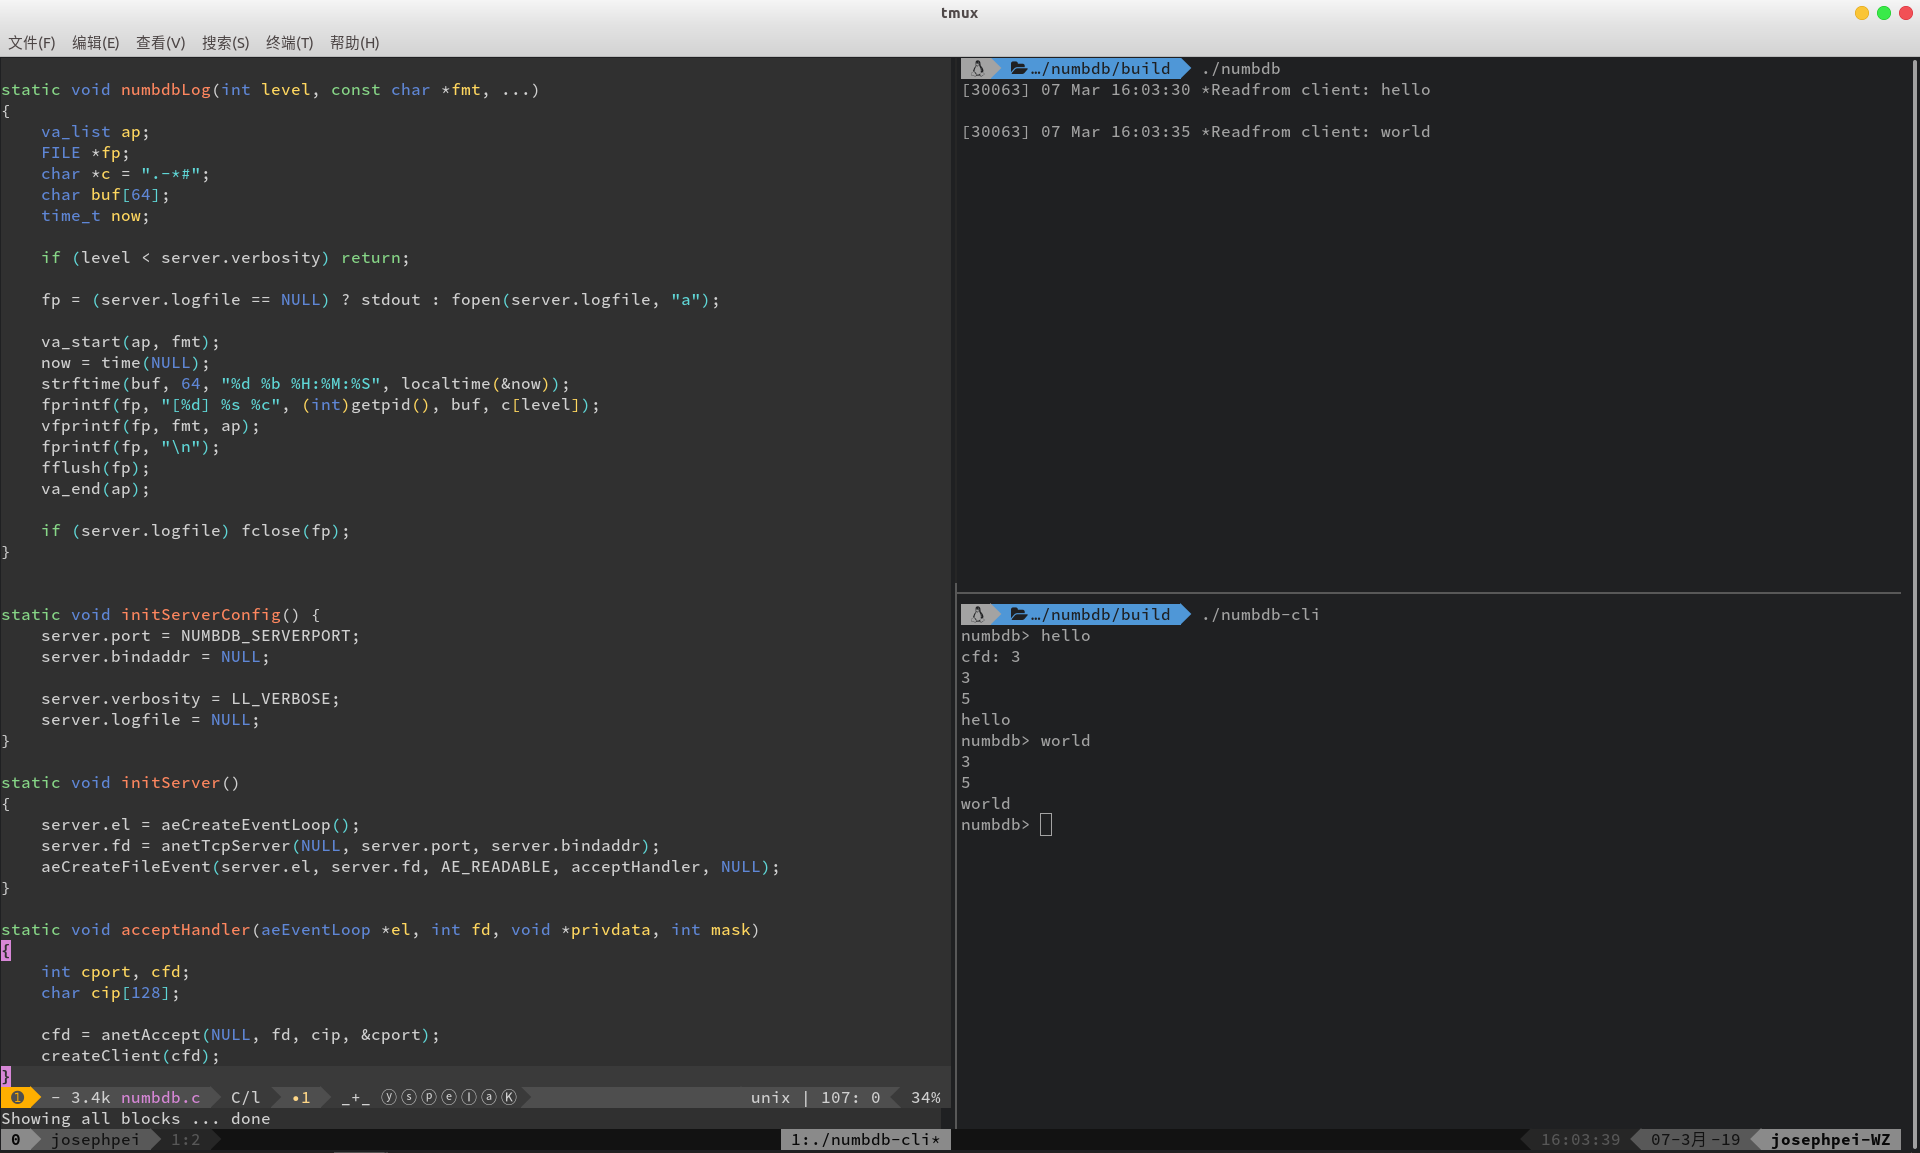 tmux
文件(F) 编辑(E) 查看(V) 搜索(S) 终端(T) 帮助(H)
static void numbdbLog(int level, const char *fmt, ...)
{
    va_list ap;
    FILE *fp;
    char *c = ".-*#";
    char buf[64];
    time_t now;

    if (level < server.verbosity) return;

    fp = (server.logfile == NULL) ? stdout : fopen(server.logfile, "a");

    va_start(ap, fmt);
    now = time(NULL);
    strftime(buf, 64, "%d %b %H:%M:%S", localtime(&now));
    fprintf(fp, "[%d] %s %c", (int)getpid(), buf, c[level]);
    vfprintf(fp, fmt, ap);
    fprintf(fp, "\n");
    fflush(fp);
    va_end(ap);

    if (server.logfile) fclose(fp);
}

static void initServerConfig() {
    server.port = NUMBDB_SERVERPORT;
    server.bindaddr = NULL;

    server.verbosity = LL_VERBOSE;
    server.logfile = NULL;
}

static void initServer()
{
    server.el = aeCreateEventLoop();
    server.fd = anetTcpServer(NULL, server.port, server.bindaddr);
    aeCreateFileEvent(server.el, server.fd, AE_READABLE, acceptHandler, NULL);
}

static void acceptHandler(aeEventLoop *el, int fd, void *privdata, int mask)
{
    int cport, cfd;
    char cip[128];

    cfd = anetAccept(NULL, fd, cip, &cport);
    createClient(cfd);
}
❶ - 3.4k numbdb.c C/l •1 _+_ ⓨⓢⓟⓔⓛⓐⓀ unix | 107: 0 34%
Showing all blocks ... done
…/numbdb/build ./numbdb
[30063] 07 Mar 16:03:30 *Readfrom client: hello

[30063] 07 Mar 16:03:35 *Readfrom client: world
…/numbdb/build ./numbdb-cli
numbdb> hello
cfd: 3
3
5
hello
numbdb> world
3
5
world
numbdb>
0 josephpei 1:2 1:./numbdb-cli* 16:03:39 07-3月-19 josephpei-WZ